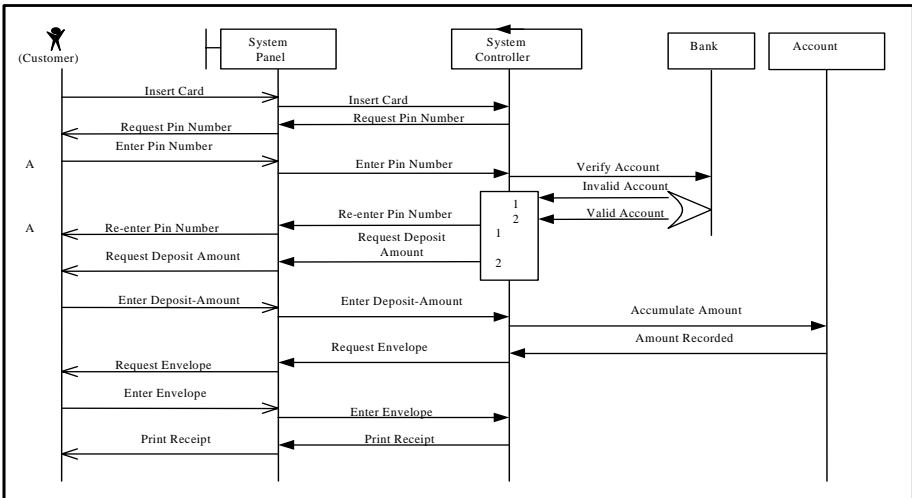 (Customer)
System
Panel
System
Controller
Bank
Account
Insert Card
Insert Card
Request Pin Number
Request Pin Number
A
Enter Pin Number
Enter Pin Number
Verify Account
Invalid Account
1
Valid Account
2
Re-enter Pin Number
1
A
Re-enter Pin Number
Request Deposit
Amount
2
Request Deposit Amount
Enter Deposit-Amount
Enter Deposit-Amount
Accumulate Amount
Amount Recorded
Request Envelope
Request Envelope
Enter Envelope
Enter Envelope
Print Receipt
Print Receipt